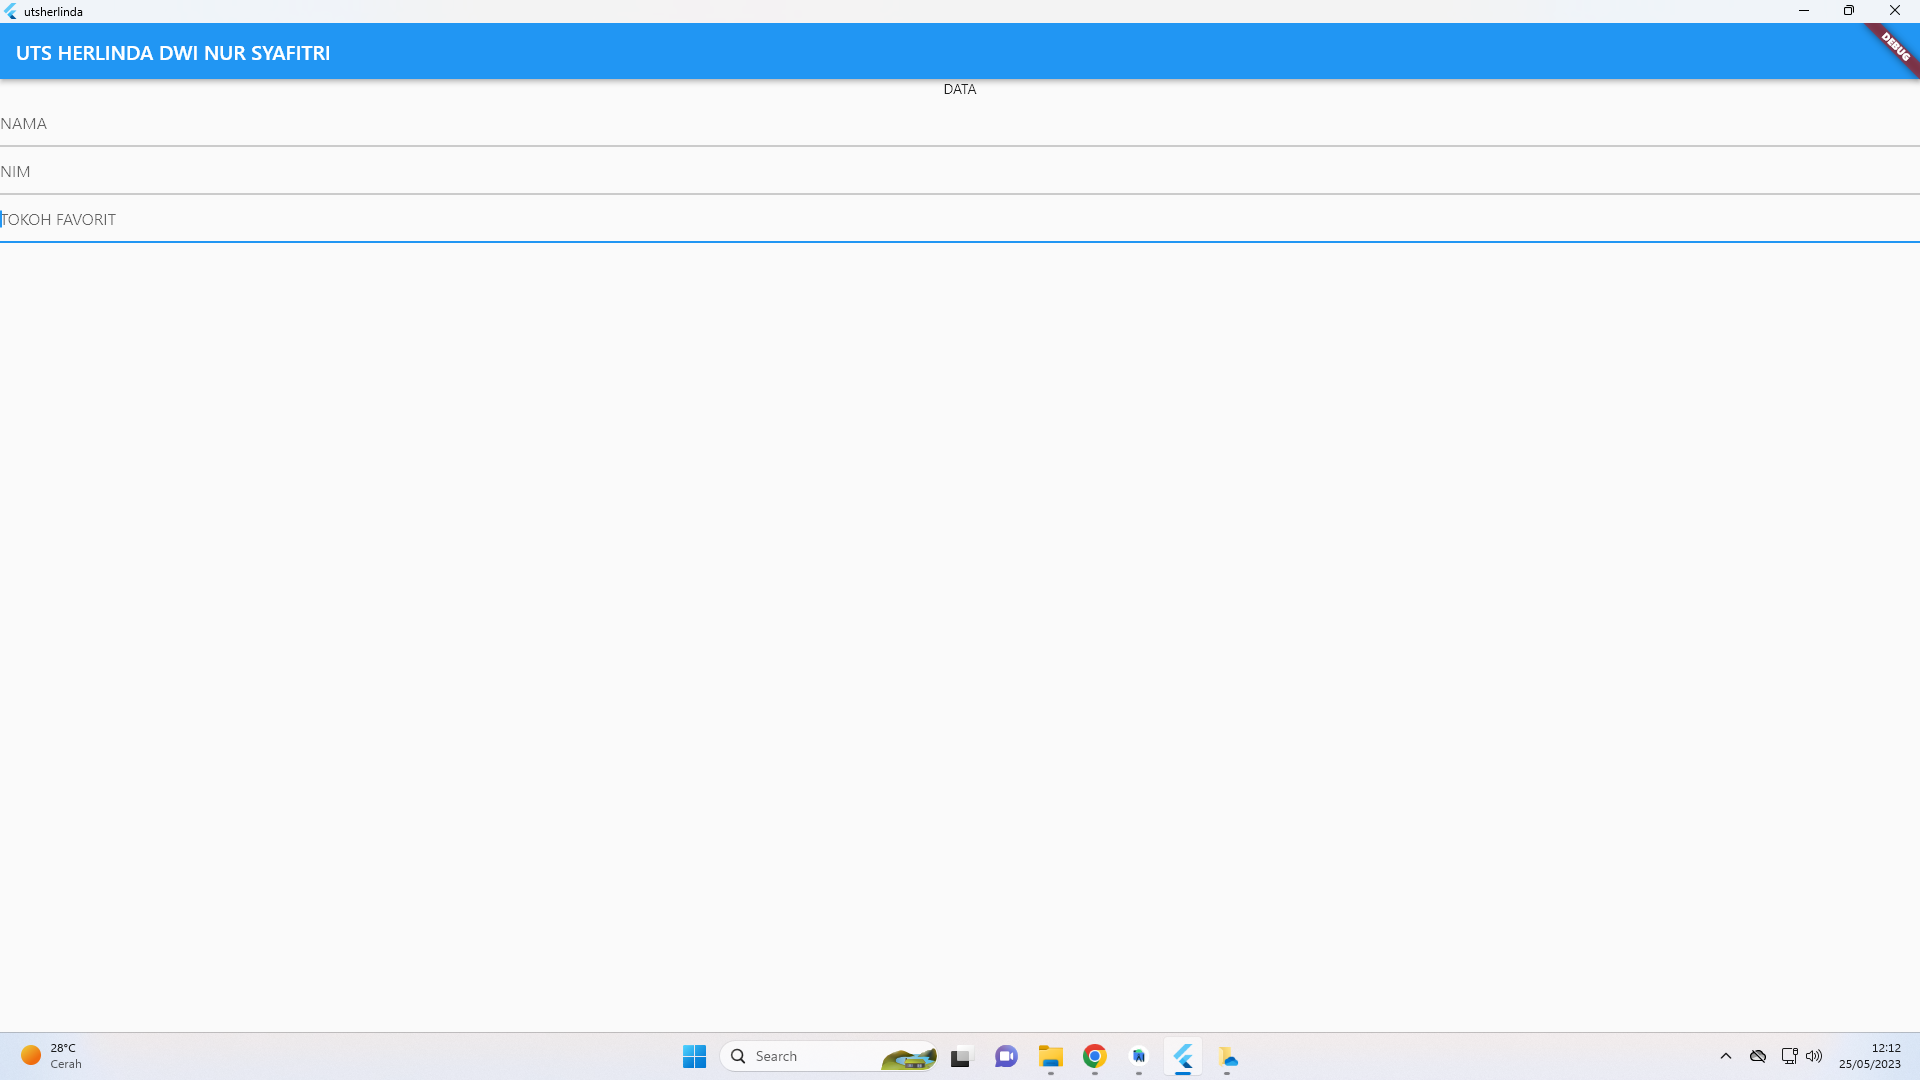 utsherlinda
UTS HERLINDA DWI NUR SYAFITRI
DEBUG
DATA
NAMA
NIM
TOKOH FAVORIT
28°C
Cerah
Search
12:12
25/05/2023